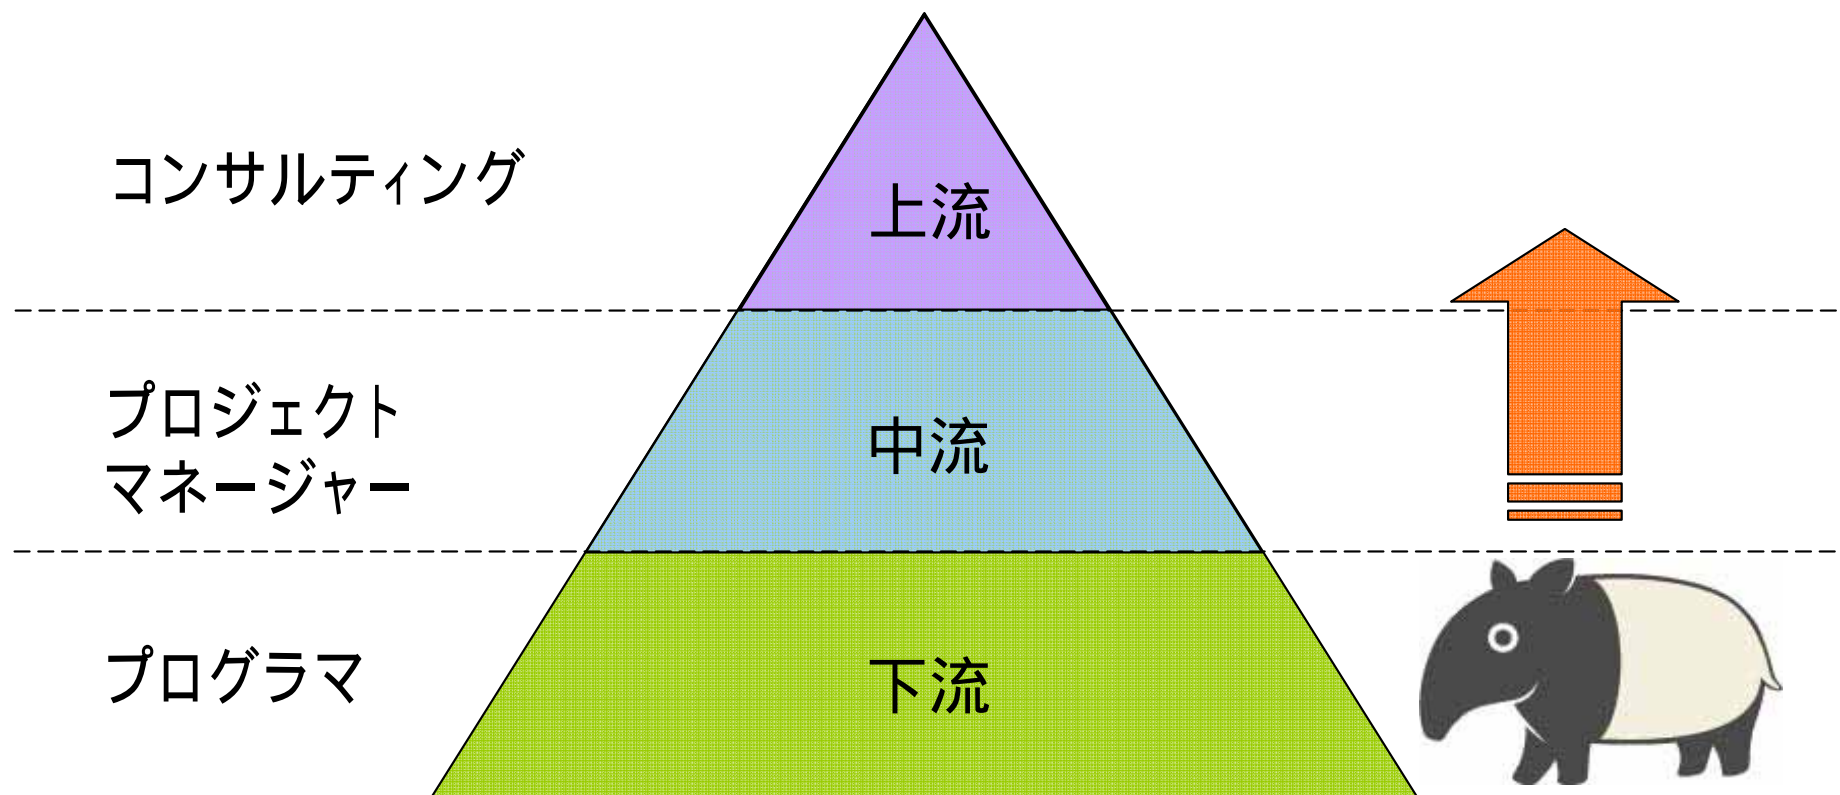 コンサルティング
上流
プロジェクト
マネージャー
中流
プログラマ
下流